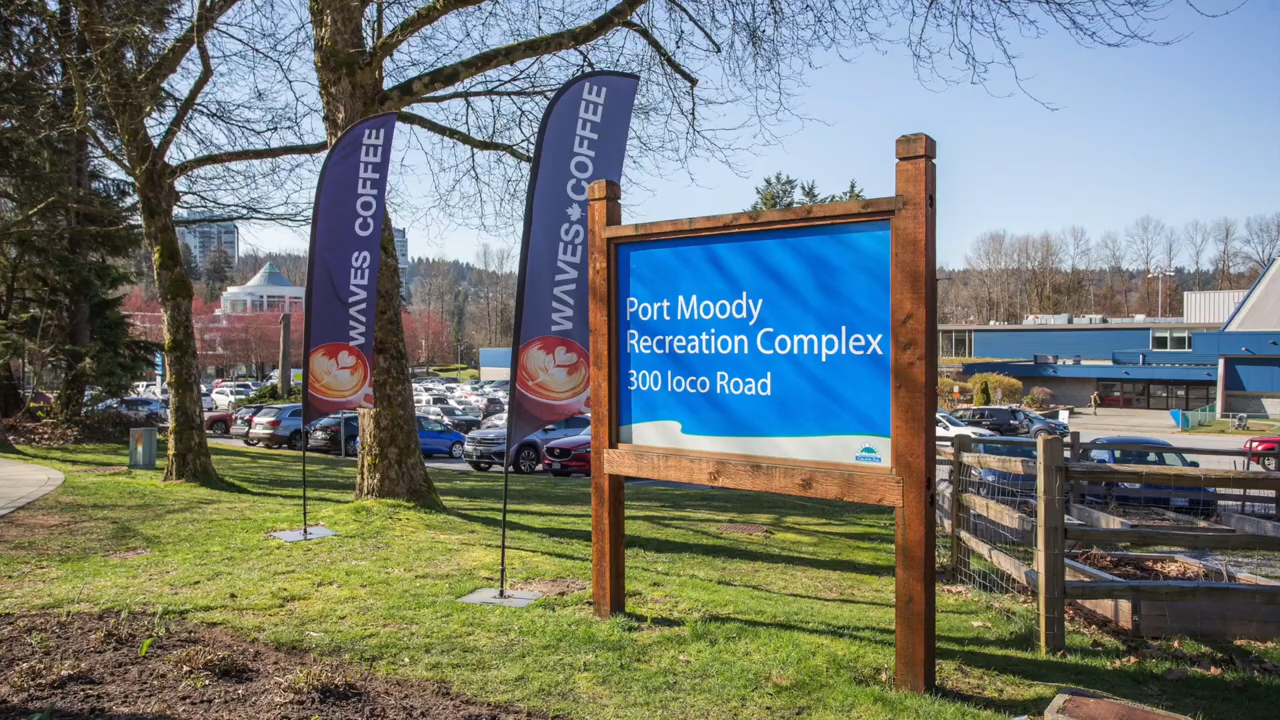 WAVES COFFEE
WAVES COFFEE
Port Moody
Recreation Complex
300 Ioco Road